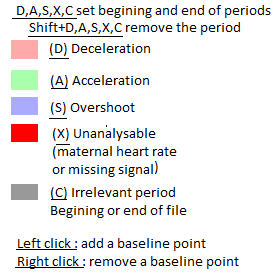 D,A,S,X,C set begining and end of periods
Shift+D,A,S,X,C remove the period
(D) Deceleration
(A) Acceleration
(S) Overshoot
(X) Unanalysable
(maternal heart rate
or missing signal)
(C) Irrelevant period
Begining or end of file
Left click : add a baseline point
Right click : remove a baseline point